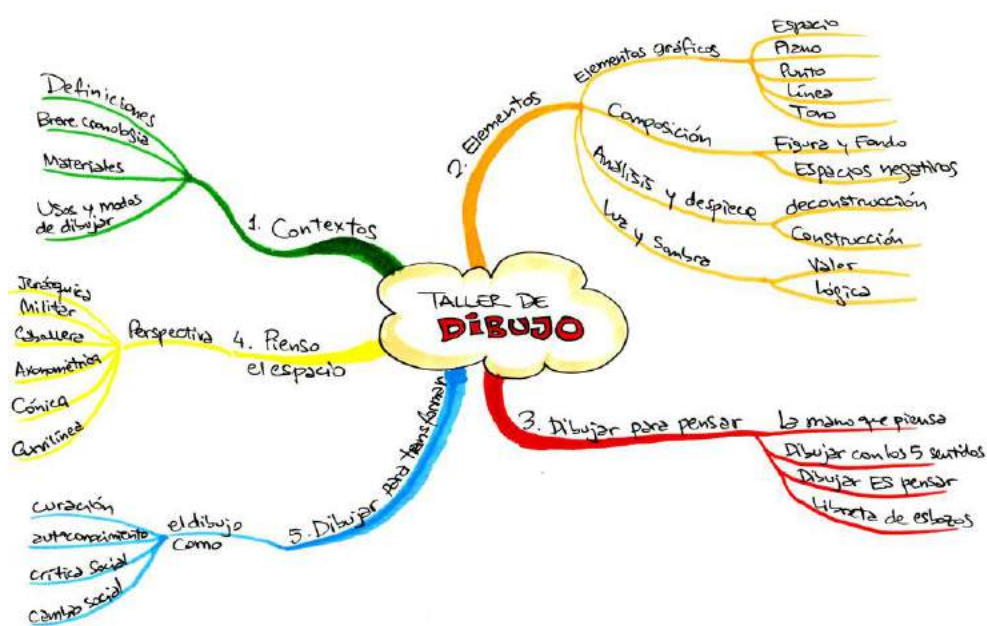 TALLER DE
DIBUJO
1. Contextos
Definiciones
Breve cronología
Materiales
Usos y modos
de dibujar
2. Elementos
Elementos gráficos
Espacio
Plano
Punto
Línea
Tono
Composición
Figura y Fondo
Espacios negativos
Análisis y despiece
deconstrucción
Construcción
Luz y Sombra
Valor
Lógica
3. Dibujar para pensar
La mano que piensa
Dibujar con los 5 sentidos
Dibujar ES pensar
Libreta de esbozos
4. Pienso
el espacio
Perspectiva
Jerárquica
Militar
Caballera
Axonométrica
Cónica
Curvilínea
5. Dibujar para transformar
el dibujo
como
curación
autoconocimiento
crítica social
cambio social